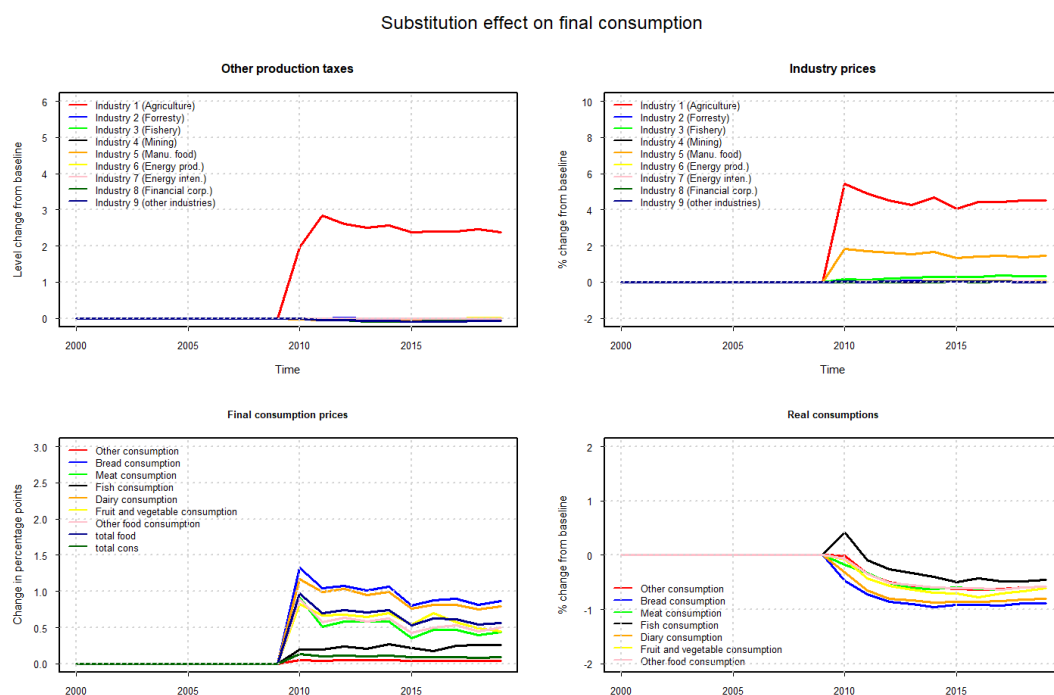 Substitution effect on final consumption
Other production taxes
Level change from baseline
6
5
4
3
2
1
0
Industry 1 (Agriculture)
Industry 2 (Forresty)
Industry 3 (Fishery)
Industry 4 (Mining)
Industry 5 (Manu. food)
Industry 6 (Energy prod.)
Industry 7 (Energy inten.)
Industry 8 (Financial corp.)
Industry 9 (other industries)
2000 2005 2010 2015
Time
Industry prices
% change from baseline
10
8
6
4
2
0
-2
Industry 1 (Agriculture)
Industry 2 (Forresty)
Industry 3 (Fishery)
Industry 4 (Mining)
Industry 5 (Manu. food)
Industry 6 (Energy prod.)
Industry 7 (Energy inten.)
Industry 8 (Financial corp.)
Industry 9 (other industries)
2000 2005 2010 2015
Time
Final consumption prices
Change in percentage points
3.0
2.5
2.0
1.5
1.0
0.5
0.0
Other consumption
Bread consumption
Meat consumption
Fish consumption
Dairy consumption
Fruit and vegetable consumption
Other food consumption
total food
total cons
2000 2005 2010 2015
Real consumptions
% change from baseline
2
1
0
-1
-2
Other consumption
Bread consumption
Meat consumption
Fish consumption
Dairy consumption
Fruit and vegetable consumption
Other food consumption
2000 2005 2010 2015